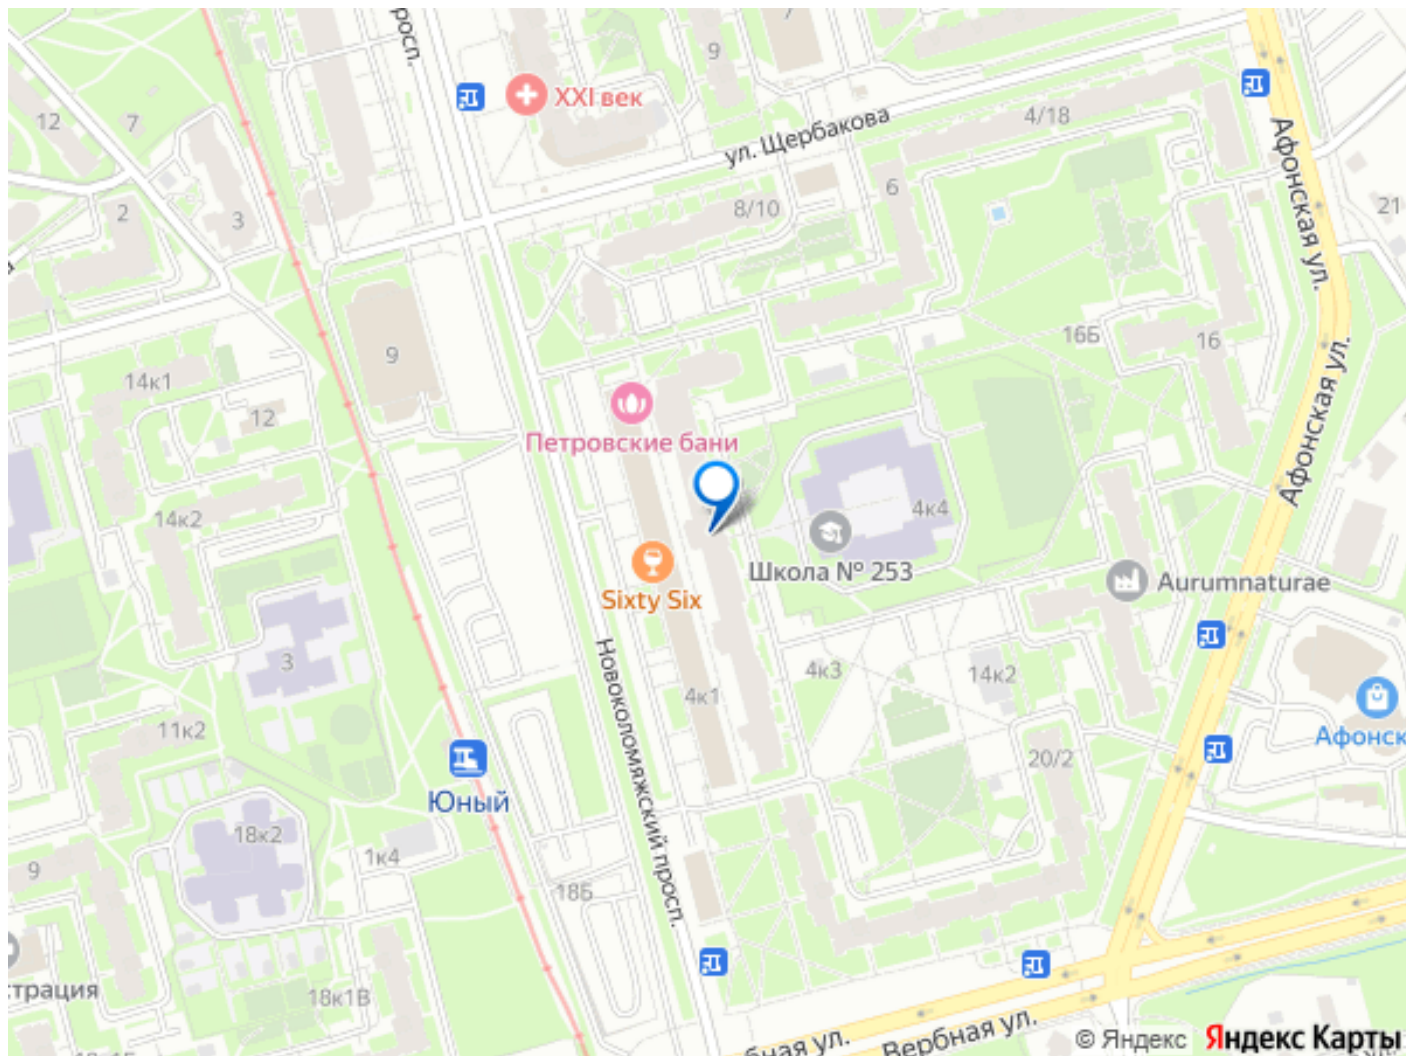 просп.
7
9
XXI век
12
7
4/18
ул. Щербакова
Афонская ул.
6
2
3
8/10
21
9
16Б
16
14к1
12
Петровские бани
Афонская ул.
14к2
4к4
Школа № 253
Sixty Six
Aurumnaturae
3
4к3
14к2
4к1
Новоколомяжский просп.
11к2
20/2
Афонск
Юный
18к2
1к4
9
18Б
страция
18к1В
Вербная ул.
бная ул.
© Яндекс Яндекс Карты